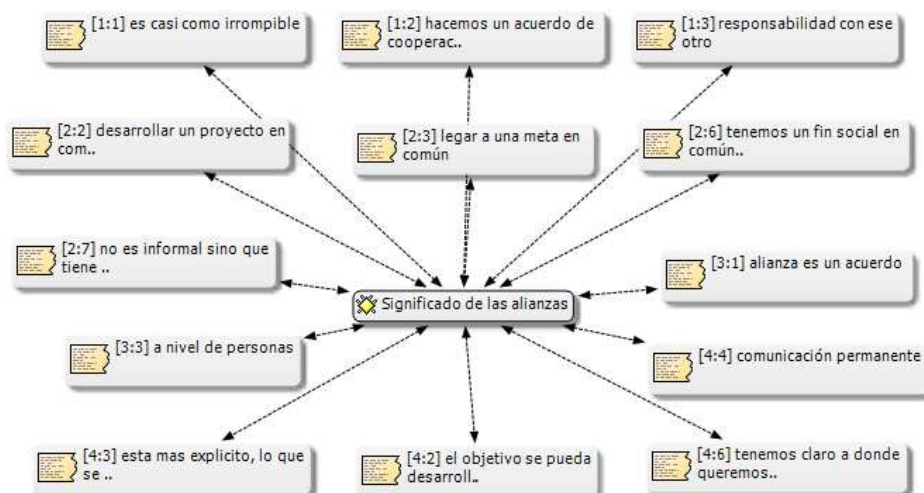 [1:1] es casi como irrompible
[1:2] hacemos un acuerdo de
cooperac..
[1:3] responsabilidad con ese
otro
[2:2] desarrollar un proyecto en
com..
[2:3] legar a una meta en
común
[2:6] tenemos un fin social en
común..
[2:7] no es informal sino que
tiene ..
[3:1] alianza es un acuerdo
Significado de las alianzas
[3:3] a nivel de personas
[4:4] comunicación permanente
[4:3] esta mas explicito, lo que
se ..
[4:2] el objetivo se pueda
desarroll..
[4:6] tenemos claro a donde
queremos..